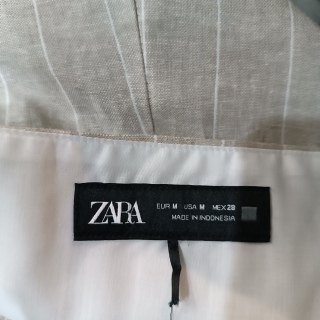 ZARA
EUR M USA M MEX 28
MADE IN INDONESIA